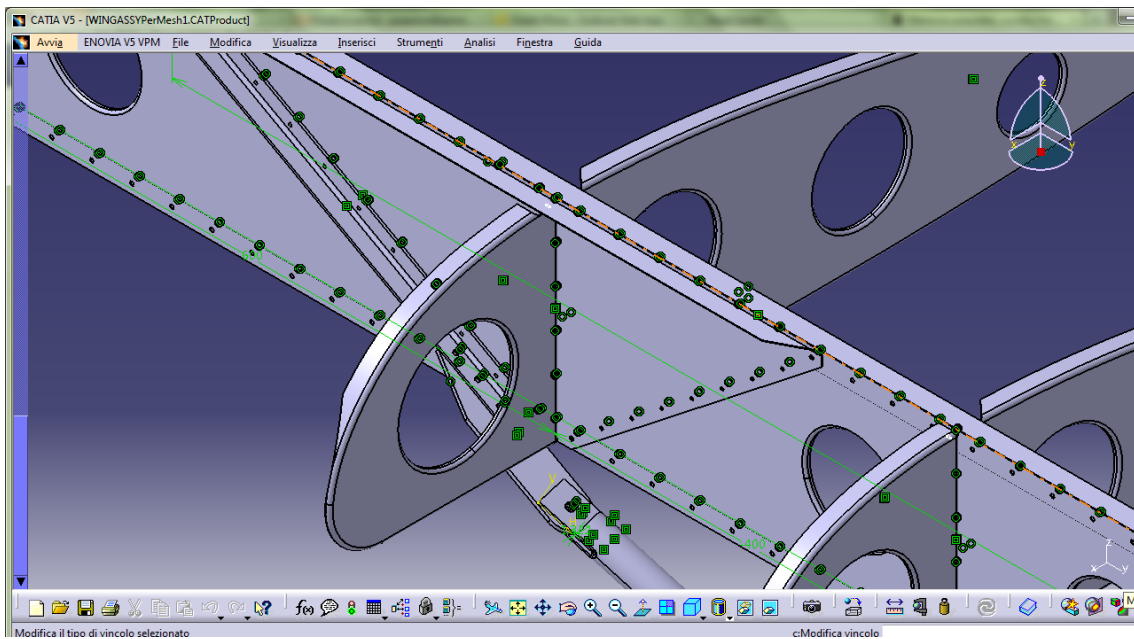 CATIA V5 - [WINGASSYPerMesh1.CATProduct]
Avvia ENOVIA V5 VPM File Modifica Visualizza Inserisci Strumenti Analisi Finestra Guida
z
x y
y
400
z
x y
f(x)
Modifica il tipo di vincolo selezionato c:Modifica vincolo